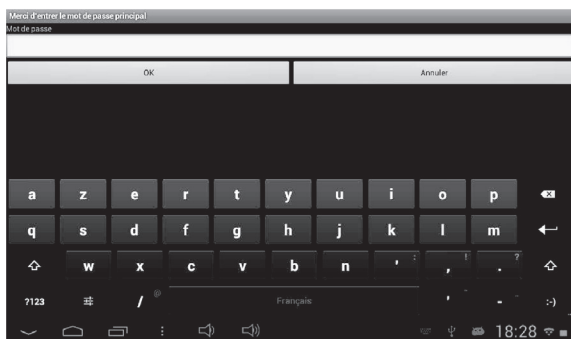 Merci d'entrer le mot de passe principal
Mot de passe
OK Annuler
a z e r t y u i o p
q s d f g h j k l m
w x c v b n ' : , ! . ?
?123 / @ Français ' - :-)
18:28